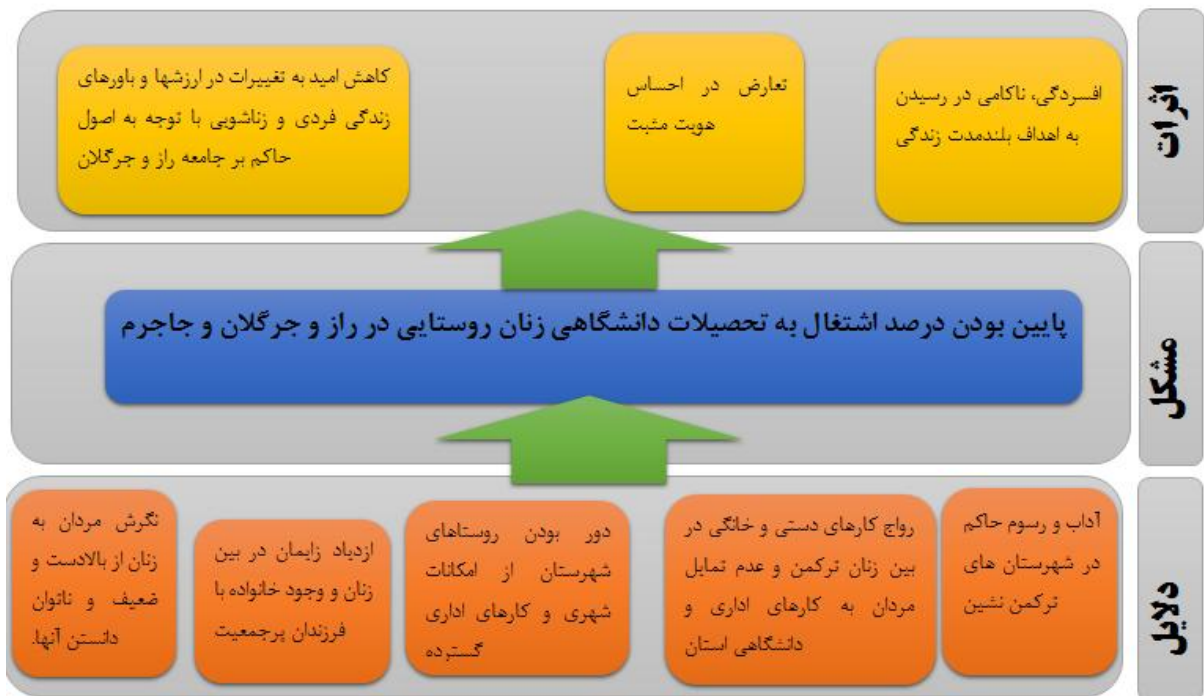 اثرات
افسردگی، ناکامی در رسیدن
به اهداف بلندمدت زندگی
تعارض در احساس
هویت مثبت
کاهش امید به تغییرات در ارزشها و باورهای
زندگی فردی و زناشویی با توجه به اصول
حاکم بر جامعه راز و جرگلان
مشکل
پایین بودن درصد اشتغال به تحصیلات دانشگاهی زنان روستایی در راز و جرگلان و جاجرم
دلایل
آداب و رسوم حاکم
در شهرستان های
ترکمن نشین
رواج کارهای دستی و خانگی در
بین زنان ترکمن و عدم تمایل
مردان به کارهای اداری و
دانشگاهی استان
دور بودن روستاهای
شهرستان از امکانات
شهری و کارهای اداری
گسترده
ازدیاد زایمان در بین
زنان و وجود خانواده با
فرزندان پرجمعیت
نگرش مردان به
زنان از بالادست و
ضعیف و ناتوان
دانستن آنها.